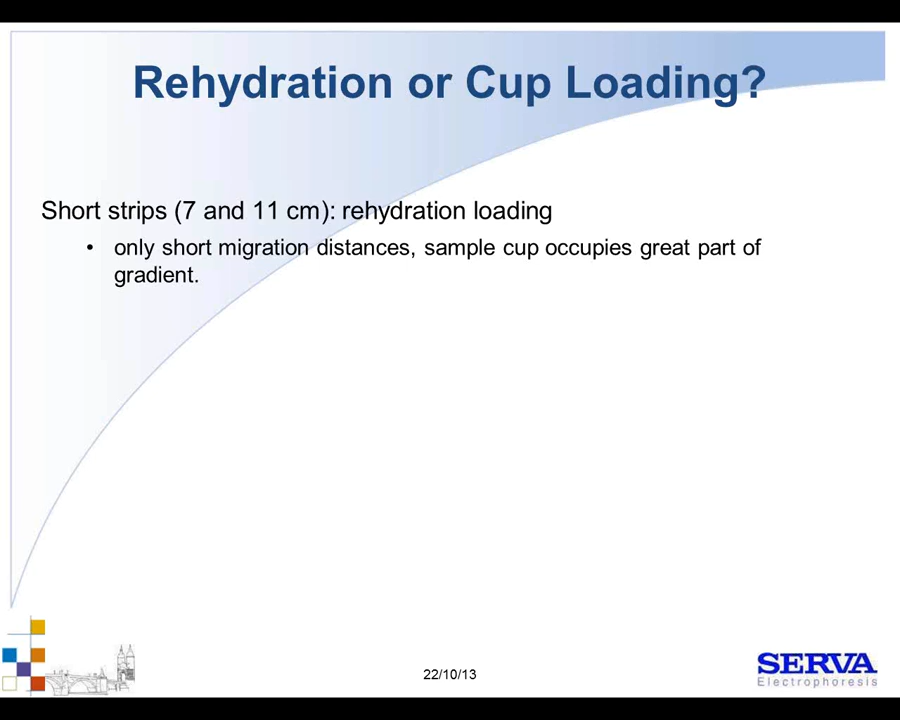 Rehydration or Cup Loading?
Short strips (7 and 11 cm): rehydration loading
• only short migration distances, sample cup occupies great part of
gradient.
22/10/13
SERVA
Electrophoresis